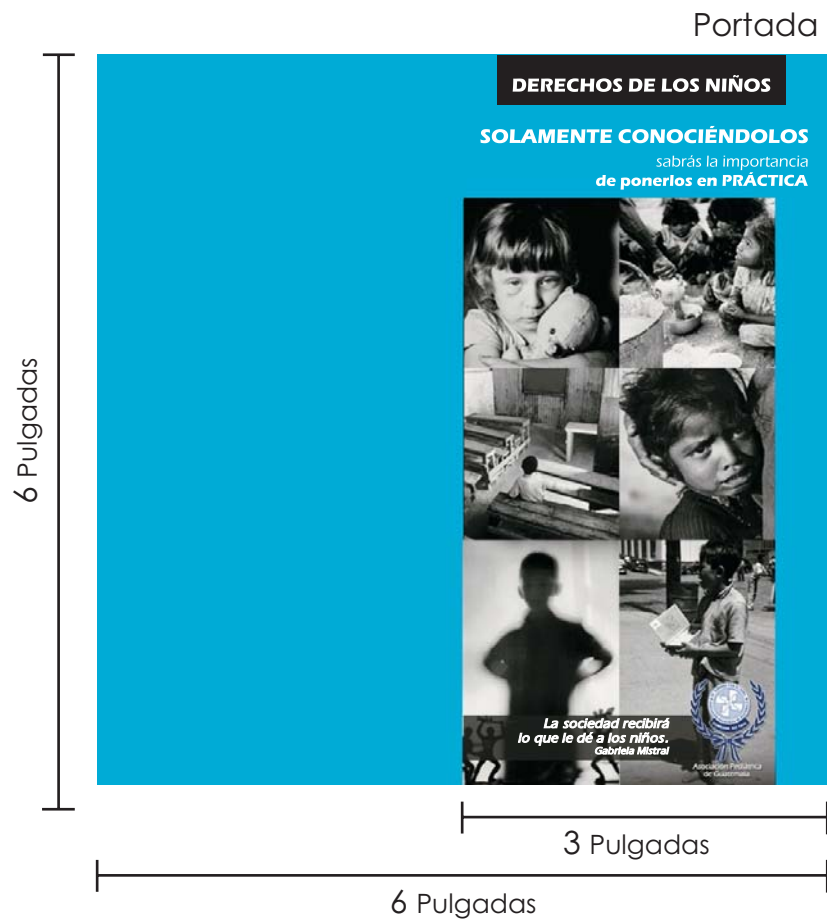 Portada
DERECHOS DE LOS NIÑOS
SOLAMENTE CONOCIÉNDOLOS
sabrás la importancia
de ponerlos en PRÁCTICA
6 Pulgadas
La sociedad recibirá
lo que le dé a los niños.
Gabriela Mistral
Asociación Pediátrica
de Guatemala
3 Pulgadas
6 Pulgadas